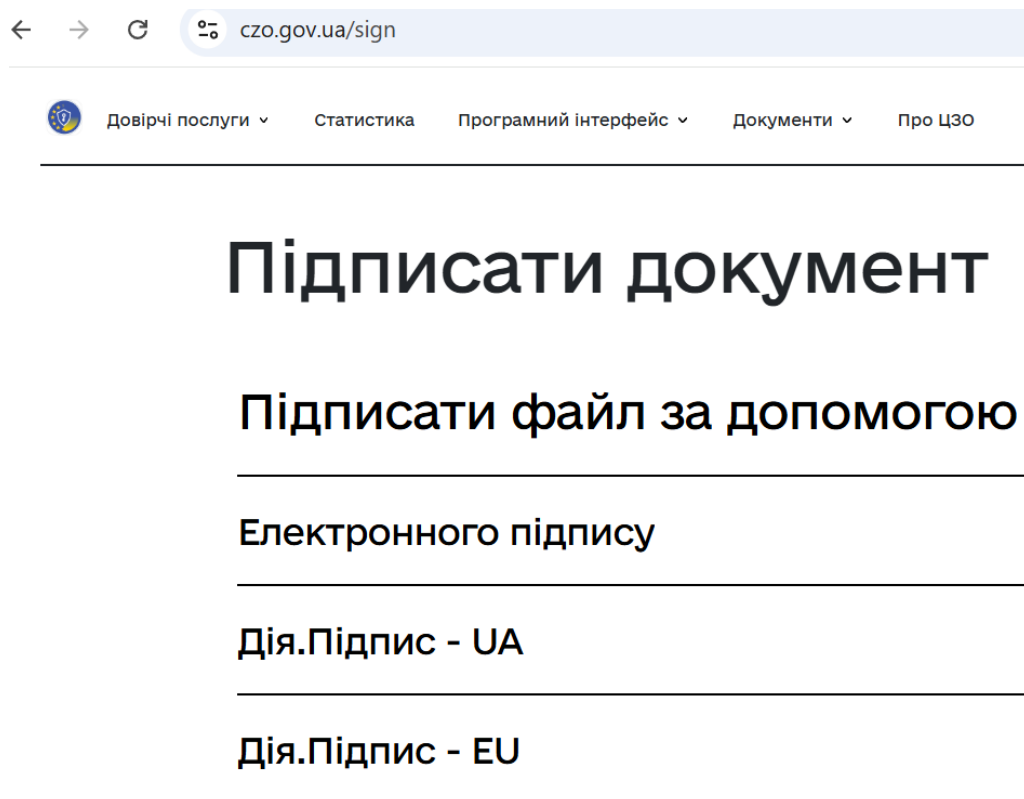 czo.gov.ua/sign
Довірчі послуги Статистика Програмний інтерфейс Документи Про ЦЗО
Підписати документ
Підписати файл за допомогою
Електронного підпису
Дія.Підпис - UA
Дія.Підпис - EU